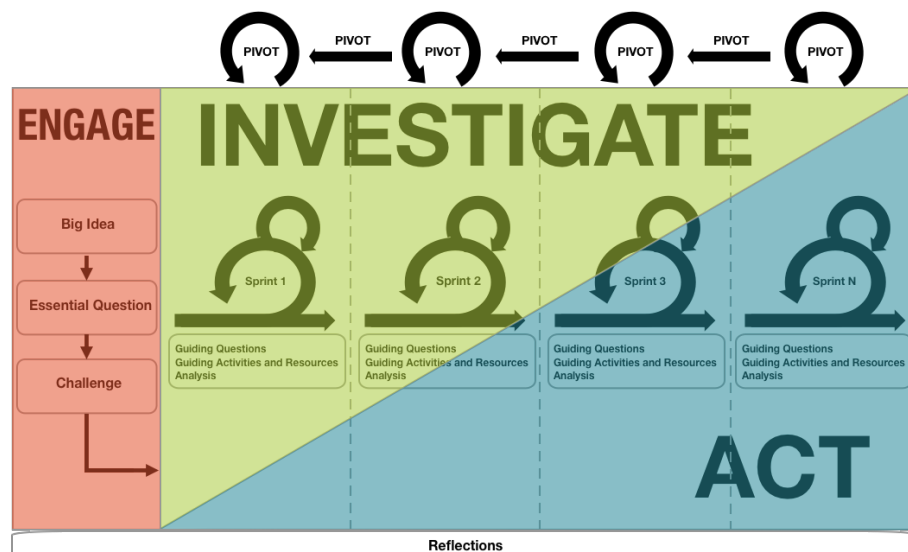 PIVOT
PIVOT
PIVOT
PIVOT
PIVOT
PIVOT
PIVOT
ENGAGE
INVESTIGATE
Big Idea
Essential Question
Challenge
Sprint 1
Sprint 2
Sprint 3
Sprint N
Guiding Questions
Guiding Activities and Resources
Analysis
Guiding Questions
Guiding Activities and Resources
Analysis
Guiding Questions
Guiding Activities and Resources
Analysis
Guiding Questions
Guiding Activities and Resources
Analysis
ACT
Reflections